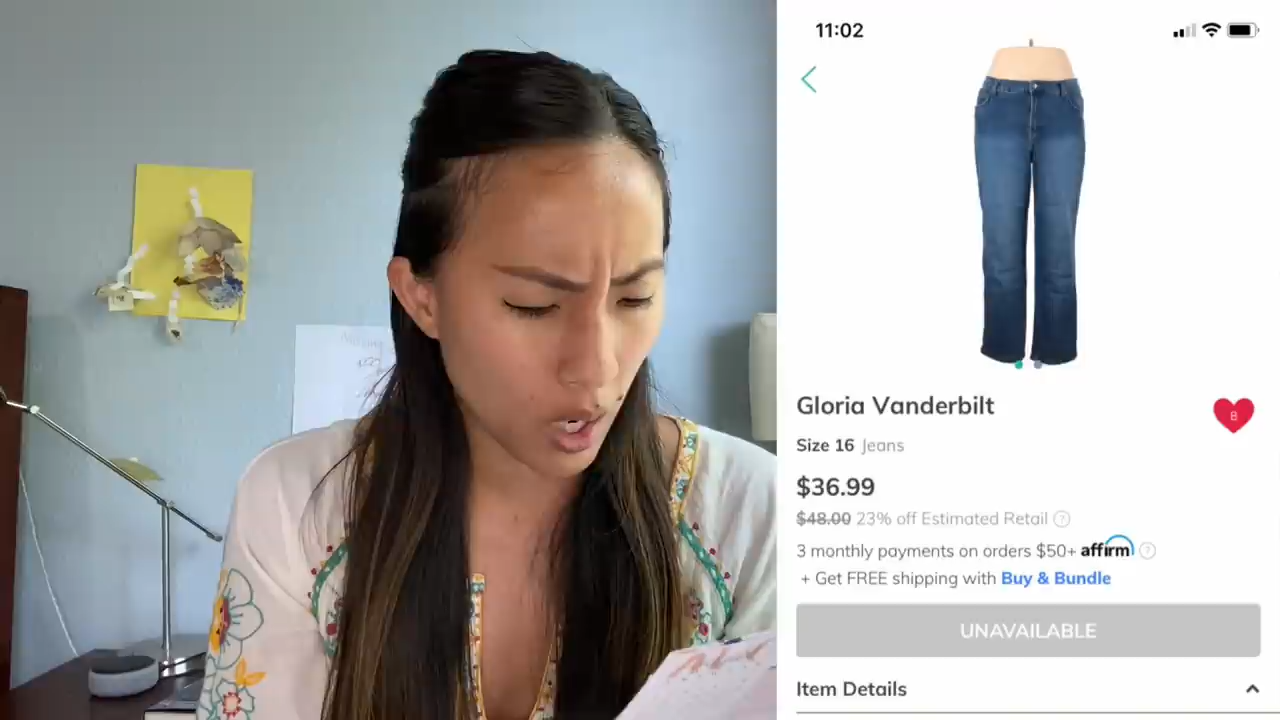 11:02
Gloria Vanderbilt
8
Size 16 Jeans
$36.99
$48.00 23% off Estimated Retail ?
3 monthly payments on orders $50+ affirm ?
+ Get FREE shipping with Buy & Bundle
UNAVAILABLE
Item Details